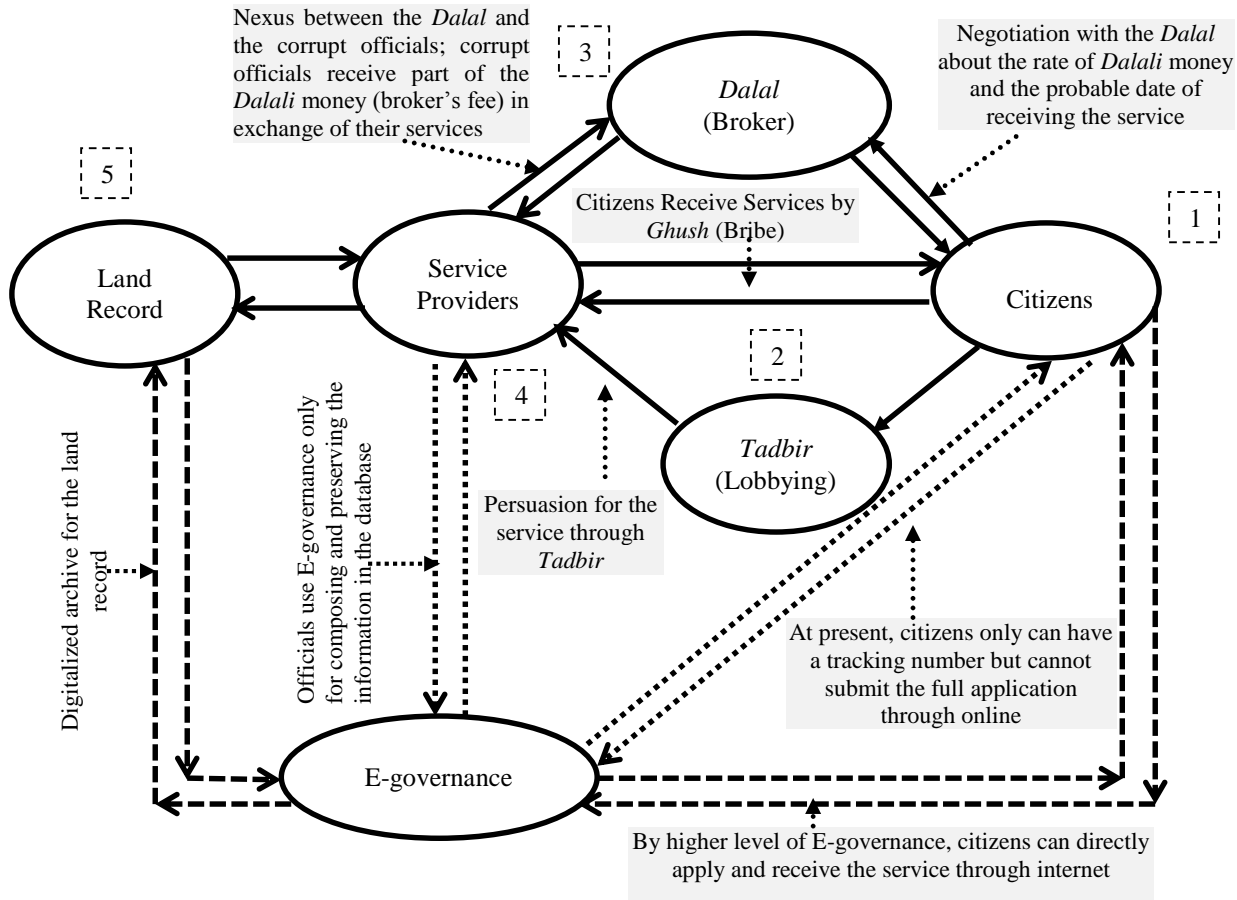 Nexus between the Dalal and
the corrupt officials; corrupt
officials receive part of the
Dalali money (broker's fee) in
exchange of their services
3
Dalal
(Broker)
Negotiation with the Dalal
about the rate of Dalali money
and the probable date of
receiving the service
5
1
Citizens Receive Services by
Ghush (Bribe)
Land
Record
Service
Providers
Citizens
2
4
Tadbir
(Lobbying)
Persuasion for the
service through
Tadbir
Digitalized archive for the land
record
Officials use E-governance only
for composing and preserving the
information in the database
At present, citizens only can have
a tracking number but cannot
submit the full application
through online
E-governance
By higher level of E-governance, citizens can directly
apply and receive the service through internet